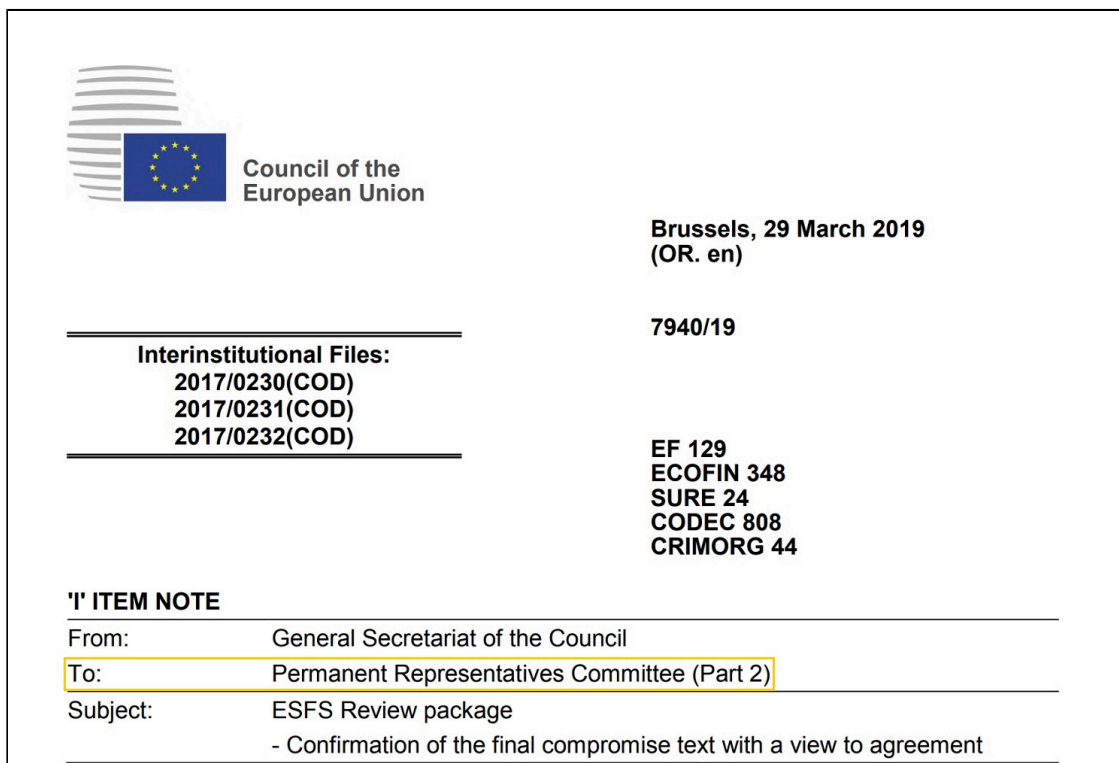 Council of the
European Union
Brussels, 29 March 2019
(OR. en)
7940/19
Interinstitutional Files:
2017/0230(COD)
2017/0231(COD)
2017/0232(COD)
EF 129
ECOFIN 348
SURE 24
CODEC 808
CRIMORG 44
'I' ITEM NOTE
From: General Secretariat of the Council
To: Permanent Representatives Committee (Part 2)
Subject: ESFS Review package
- Confirmation of the final compromise text with a view to agreement